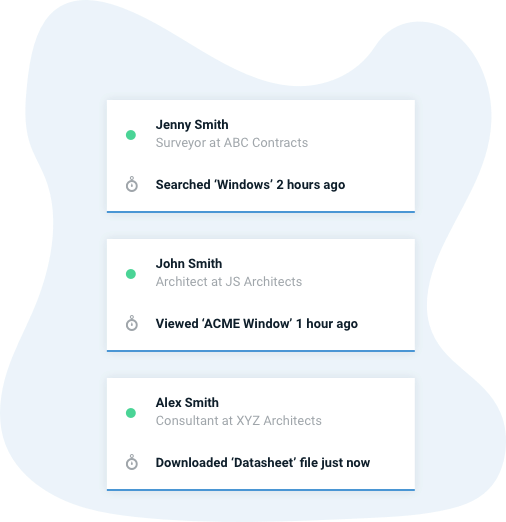 Jenny Smith
Surveyor at ABC Contracts
Searched ‘Windows’ 2 hours ago
John Smith
Architect at JS Architects
Viewed ‘ACME Window’ 1 hour ago
Alex Smith
Consultant at XYZ Architects
Downloaded ‘Datasheet’ file just now